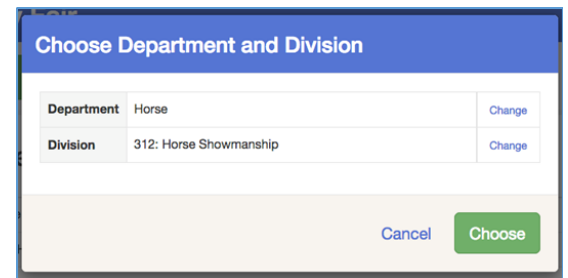 Choose Department and Division
Department Horse Change
Division 312: Horse Showmanship Change
Cancel Choose